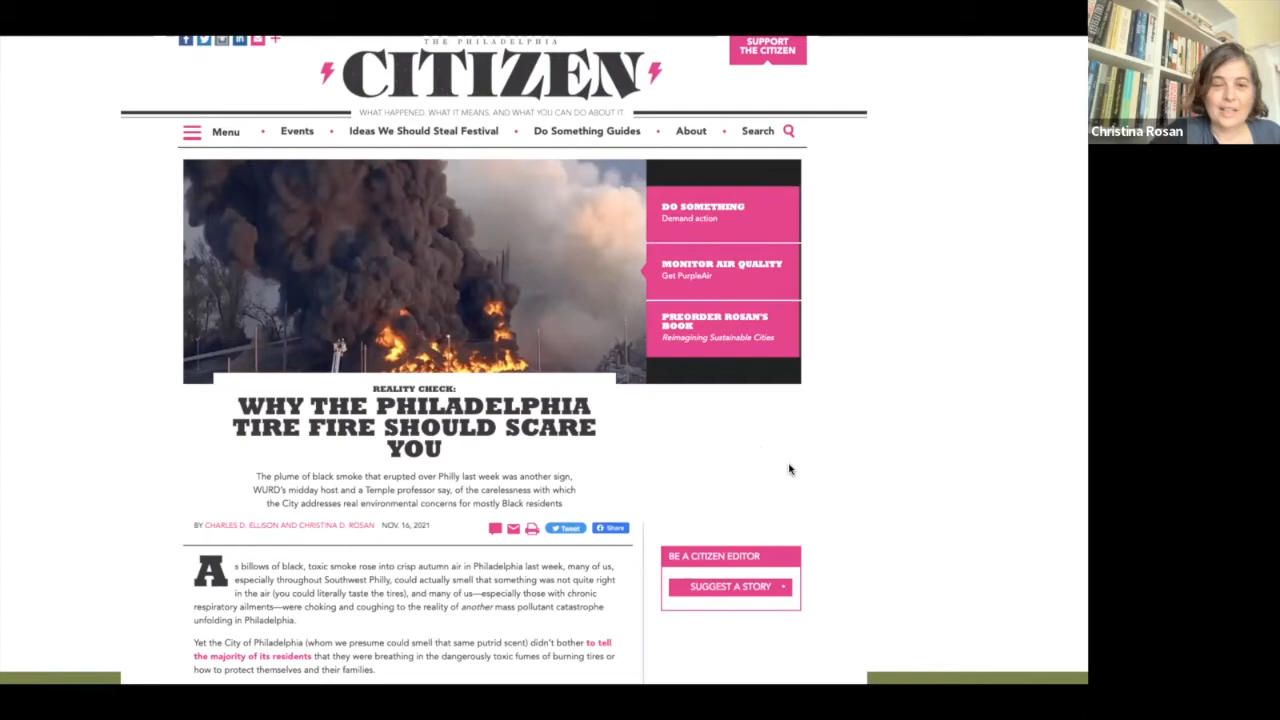 THE PHILADELPHIA
SUPPORT
THE CITIZEN
CITIZEN
WHAT HAPPENED. WHAT IT MEANS. AND WHAT YOU CAN DO ABOUT IT.
Menu • Events • Ideas We Should Steal Festival • Do Something Guides • About • Search
DO SOMETHING
Demand action
MONITOR AIR QUALITY
Get PurpleAir
PREORDER ROSAN'S
BOOK
Reimagining Sustainable Cities
REALITY CHECK:
WHY THE PHILADELPHIA
TIRE FIRE SHOULD SCARE
YOU
The plume of black smoke that erupted over Philly last week was another sign,
WURD's midday host and a Temple professor say, of the carelessness with which
the City addresses real environmental concerns for mostly Black residents
BY CHARLES D. ELLISON AND CHRISTINA D. ROSAN NOV. 16, 2021
Tweet
Share
As billows of black, toxic smoke rose into crisp autumn air in Philadelphia last week, many of us,
especially throughout Southwest Philly, could actually smell that something was not quite right
in the air (you could literally taste the tires), and many of us—especially those with chronic
respiratory ailments—were choking and coughing to the reality of another mass pollutant catastrophe
unfolding in Philadelphia.
Yet the City of Philadelphia (whom we presume could smell that same putrid scent) didn't bother to tell
the majority of its residents that they were breathing in the dangerously toxic fumes of burning tires or
how to protect themselves and their families.
BE A CITIZEN EDITOR
SUGGEST A STORY
Christina Rosan